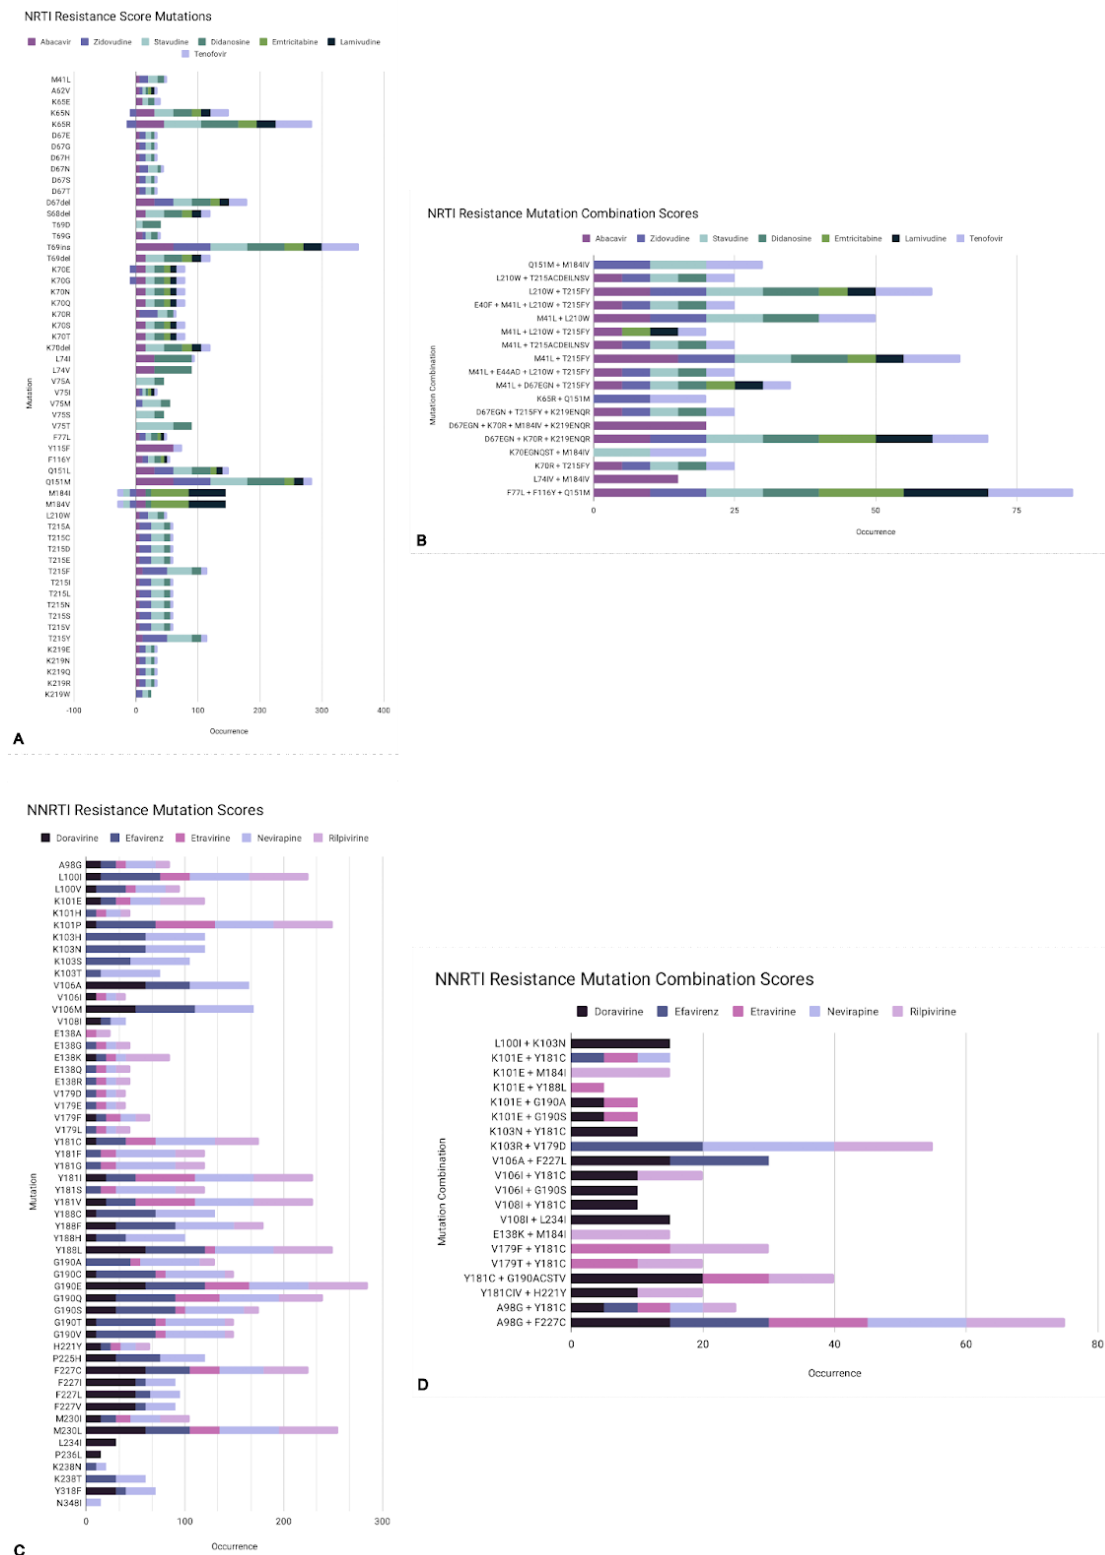 NRTI Resistance Score Mutations
Abacavir Zidovudine Stavudine Didanosine Emtricitabine Lamivudine
Tenofovir
M41L
A62V
K65E
K65N
K65R
D67E
D67G
D67H
D67N
D67S
D67T
D67del
S68del
T69D
T69G
T69ins
T69del
K70E
K70G
K70N
K70Q
K70R
K70S
K70T
K70del
L74I
L74V
V75A
V75I
V75M
V75S
V75T
F77L
Y115F
F116Y
Q151L
Q151M
M184I
M184V
L210W
T215A
T215C
T215D
T215E
T215F
T215I
T215L
T215N
T215S
T215V
T215Y
K219E
K219N
K219Q
K219R
K219W
Mutation
-100 0 100 200 300 400
Occurrence
A
NRTI Resistance Mutation Combination Scores
Abacavir Zidovudine Stavudine Didanosine Emtricitabine Lamivudine Tenofovir
Q151M + M184IV
L210W + T215ACDEILNSV
L210W + T215FY
E40F + M41L + L210W + T215FY
M41L + L210W
M41L + L210W + T215FY
M41L + T215ACDEILNSV
M41L + T215FY
M41L + E44AD + L210W + T215FY
M41L + D67EGN + T215FY
K65R + Q151M
D67EGN + T215FY + K219ENQR
D67EGN + K70R + M184IV + K219ENQR
D67EGN + K70R + K219ENQR
K70EGNQST + M184IV
K70R + T215FY
L74IV + M184IV
F77L + F116Y + Q151M
Mutation Combination
0 25 50 75
Occurrence
B
NNRTI Resistance Mutation Scores
Doravirine Efavirenz Etravirine Nevirapine Rilpivirine
A98G
L100I
L100V
K101E
K101H
K101P
K103H
K103N
K103S
K103T
V106A
V106I
V106M
V108I
E138A
E138G
E138K
E138Q
E138R
V179D
V179E
V179F
V179L
Y181C
Y181F
Y181G
Y181I
Y181S
Y181V
Y188C
Y188F
Y188H
Y188L
G190A
G190C
G190E
G190Q
G190S
G190T
G190V
H221Y
P225H
F227C
F227I
F227L
F227V
M230I
M230L
L234I
P236L
K238N
K238T
Y318F
N348I
Mutation
0 100 200 300
Occurrence
C
NNRTI Resistance Mutation Combination Scores
Doravirine Efavirenz Etravirine Nevirapine Rilpivirine
L100I + K103N
K101E + Y181C
K101E + M184I
K101E + Y188L
K101E + G190A
K101E + G190S
K103N + Y181C
K103R + V179D
V106A + F227L
V106I + Y181C
V106I + G190S
V108I + Y181C
V108I + L234I
E138K + M184I
V179F + Y181C
V179T + Y181C
Y181C + G190ACSTV
Y181CIV + H221Y
A98G + Y181C
A98G + F227C
Mutation Combination
0 20 40 60 80
Occurrence
D